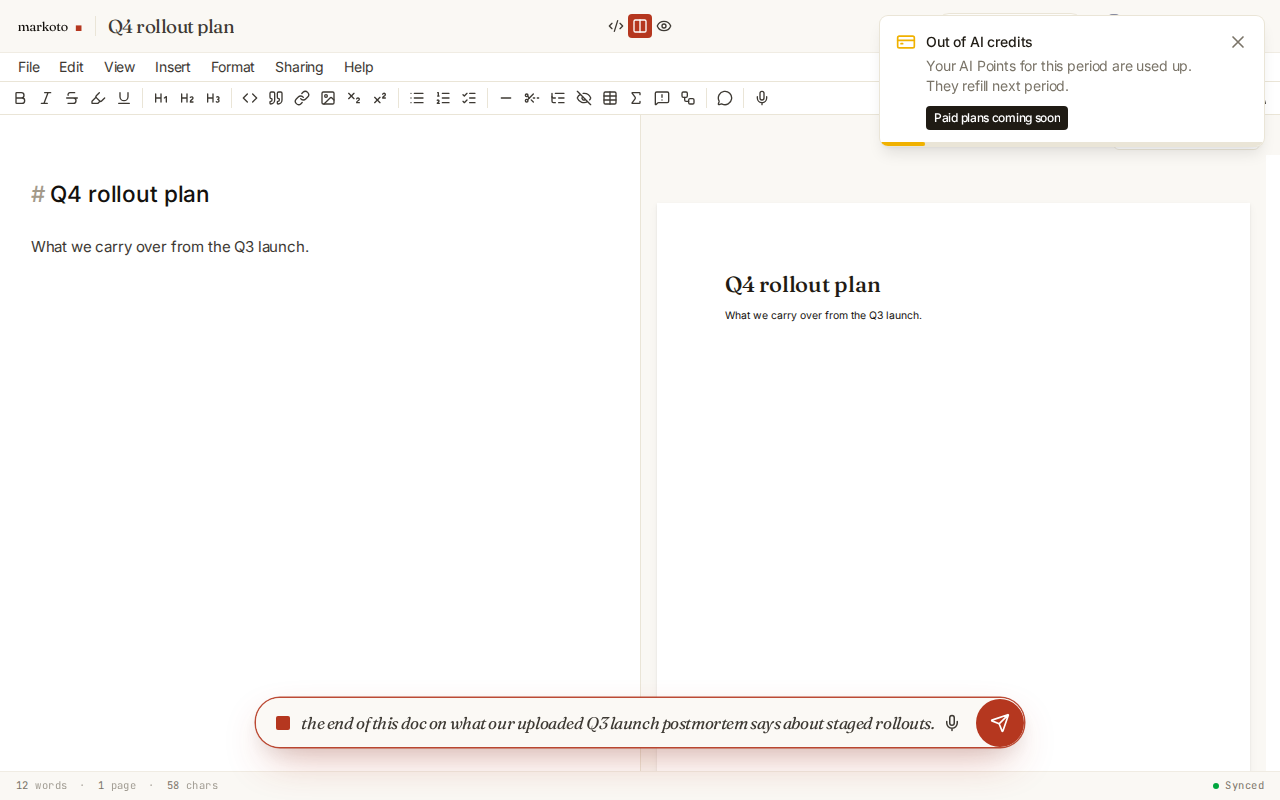 markoto
Q4 rollout plan
Out of AI credits
Your AI Points for this period are used up.
They refill next period.
Paid plans coming soon
File Edit View Insert Format Sharing Help
H1 H2 H3
# Q4 rollout plan
What we carry over from the Q3 launch.
Q4 rollout plan
What we carry over from the Q3 launch.
the end of this doc on what our uploaded Q3 launch postmortem says about staged rollouts.
12 words · 1 page · 58 chars
Synced